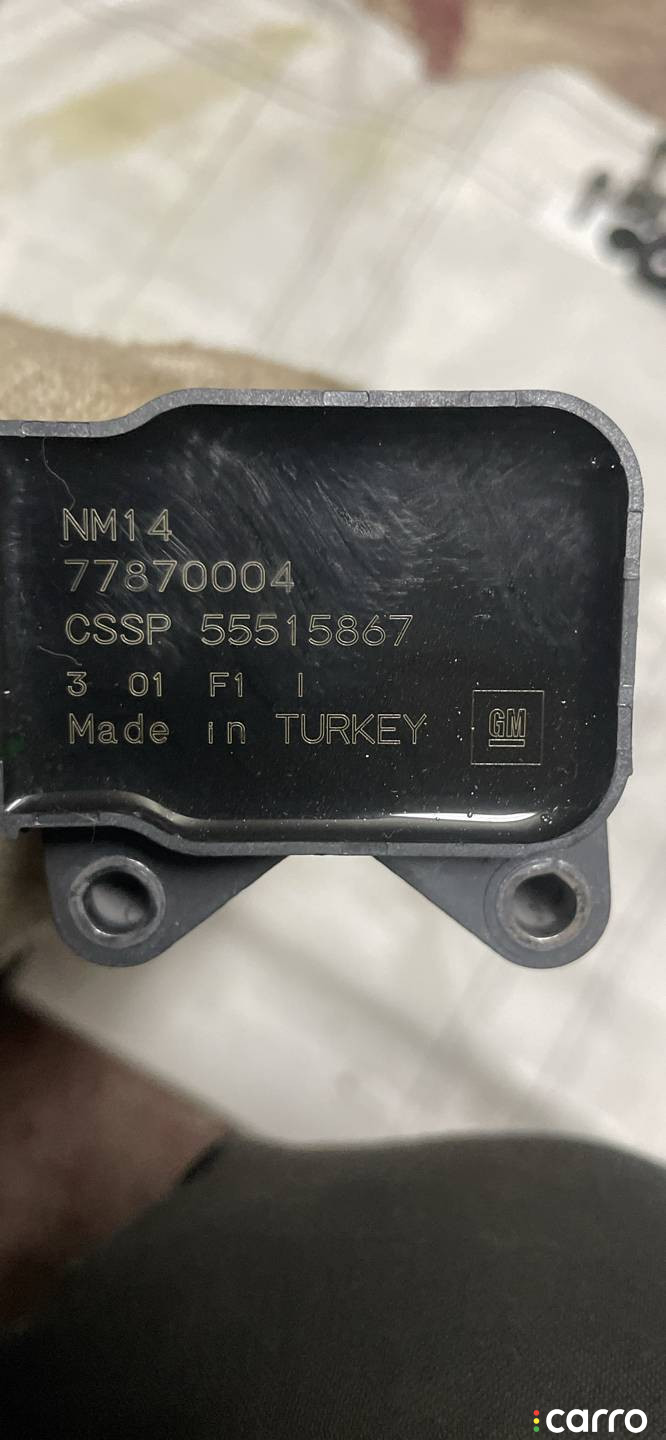 NM14
77870004
CSSP 55515867
3 01 F1 I
Made in TURKEY
GM
carro